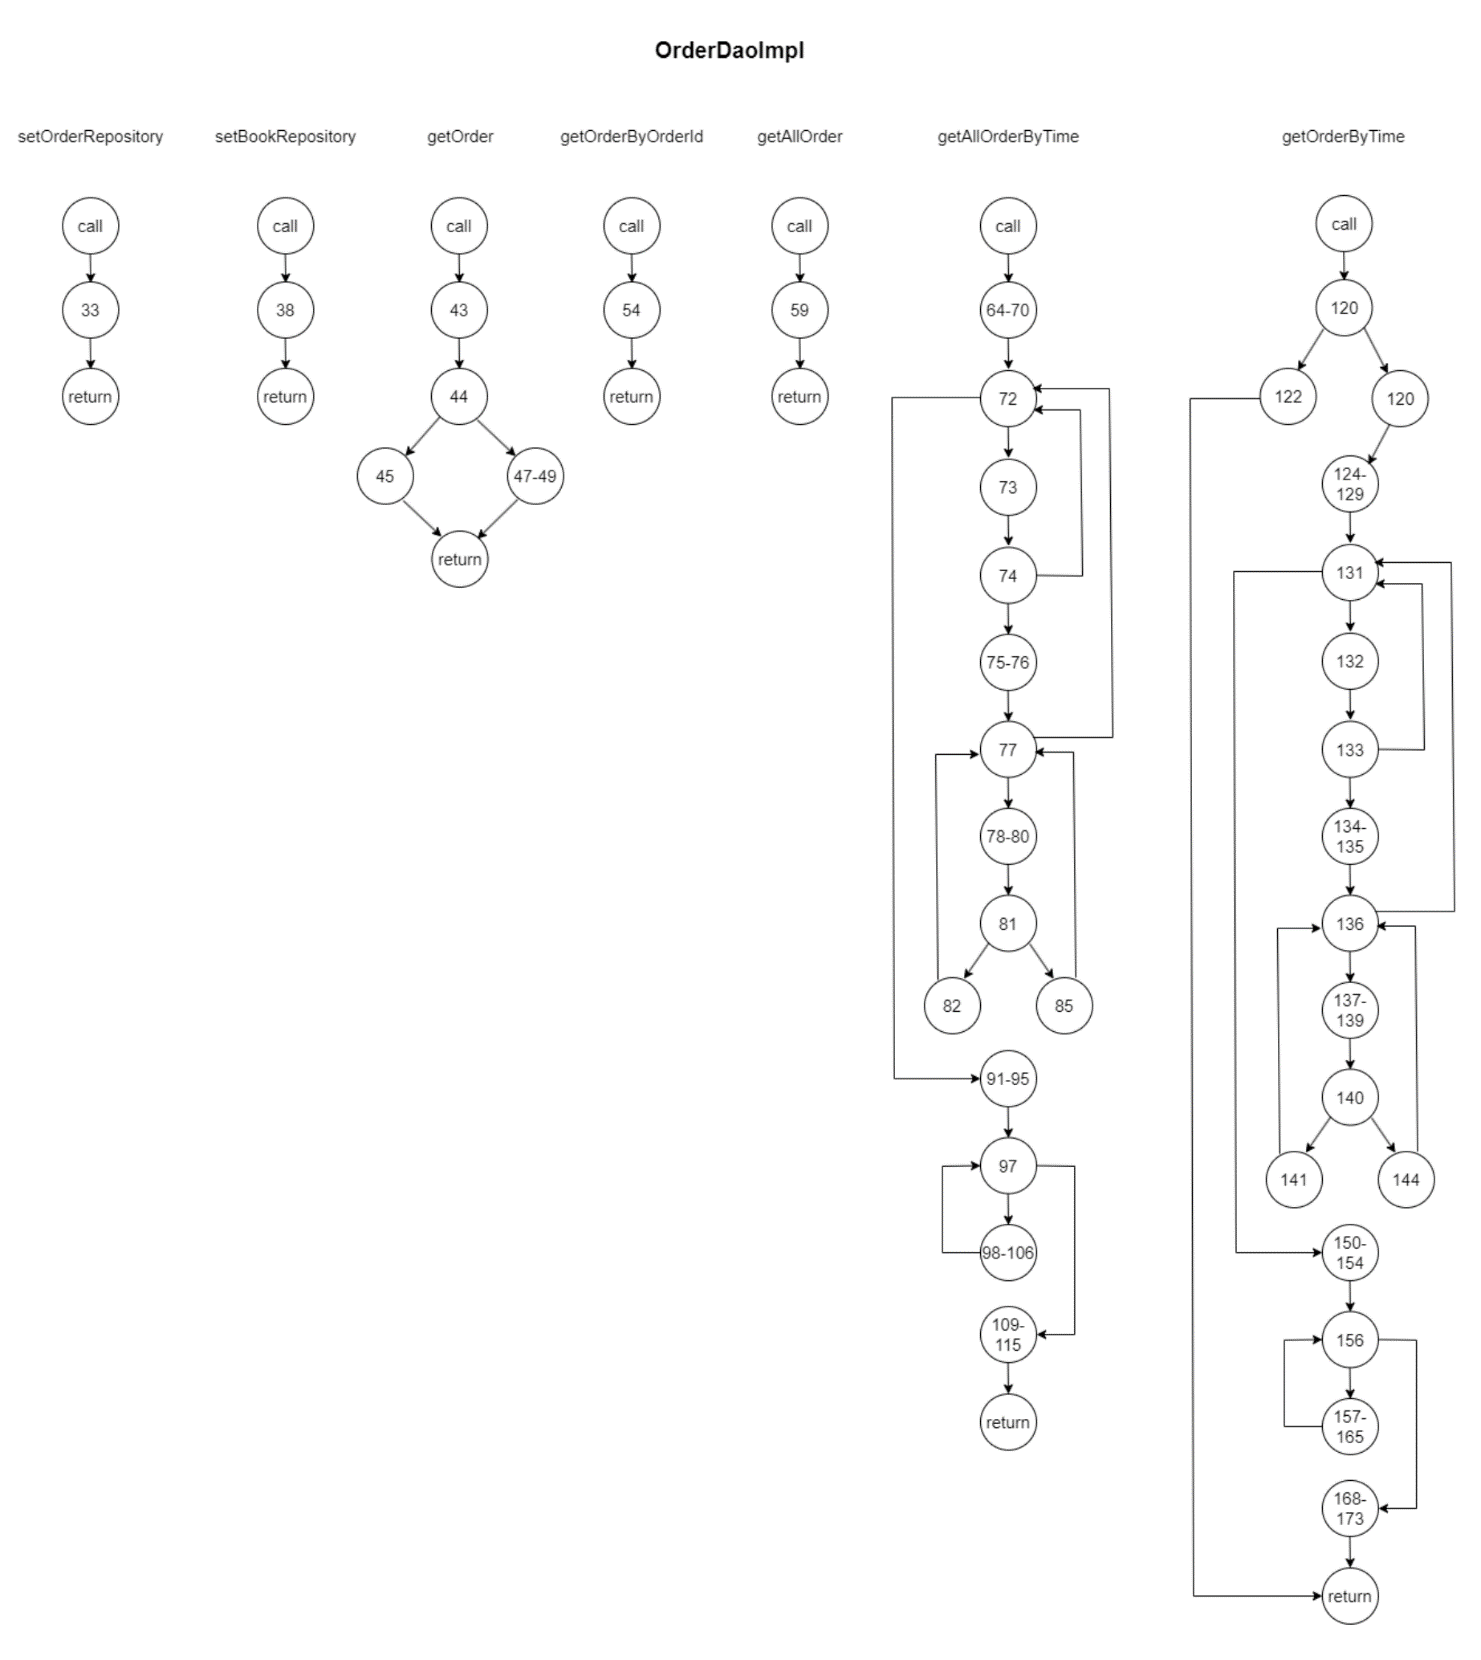 OrderDaoImpl
setOrderRepository
call
33
return
setBookRepository
call
38
return
getOrder
call
43
44
45
47-49
return
getOrderByOrderId
call
54
return
getAllOrder
call
59
return
getAllOrderByTime
call
64-70
72
73
74
75-76
77
78-80
81
82
85
91-95
97
98-106
109-
115
return
getOrderByTime
call
120
122
120
124-
129
131
132
133
134-
135
136
137-
139
140
141
144
150-
154
156
157-
165
168-
173
return